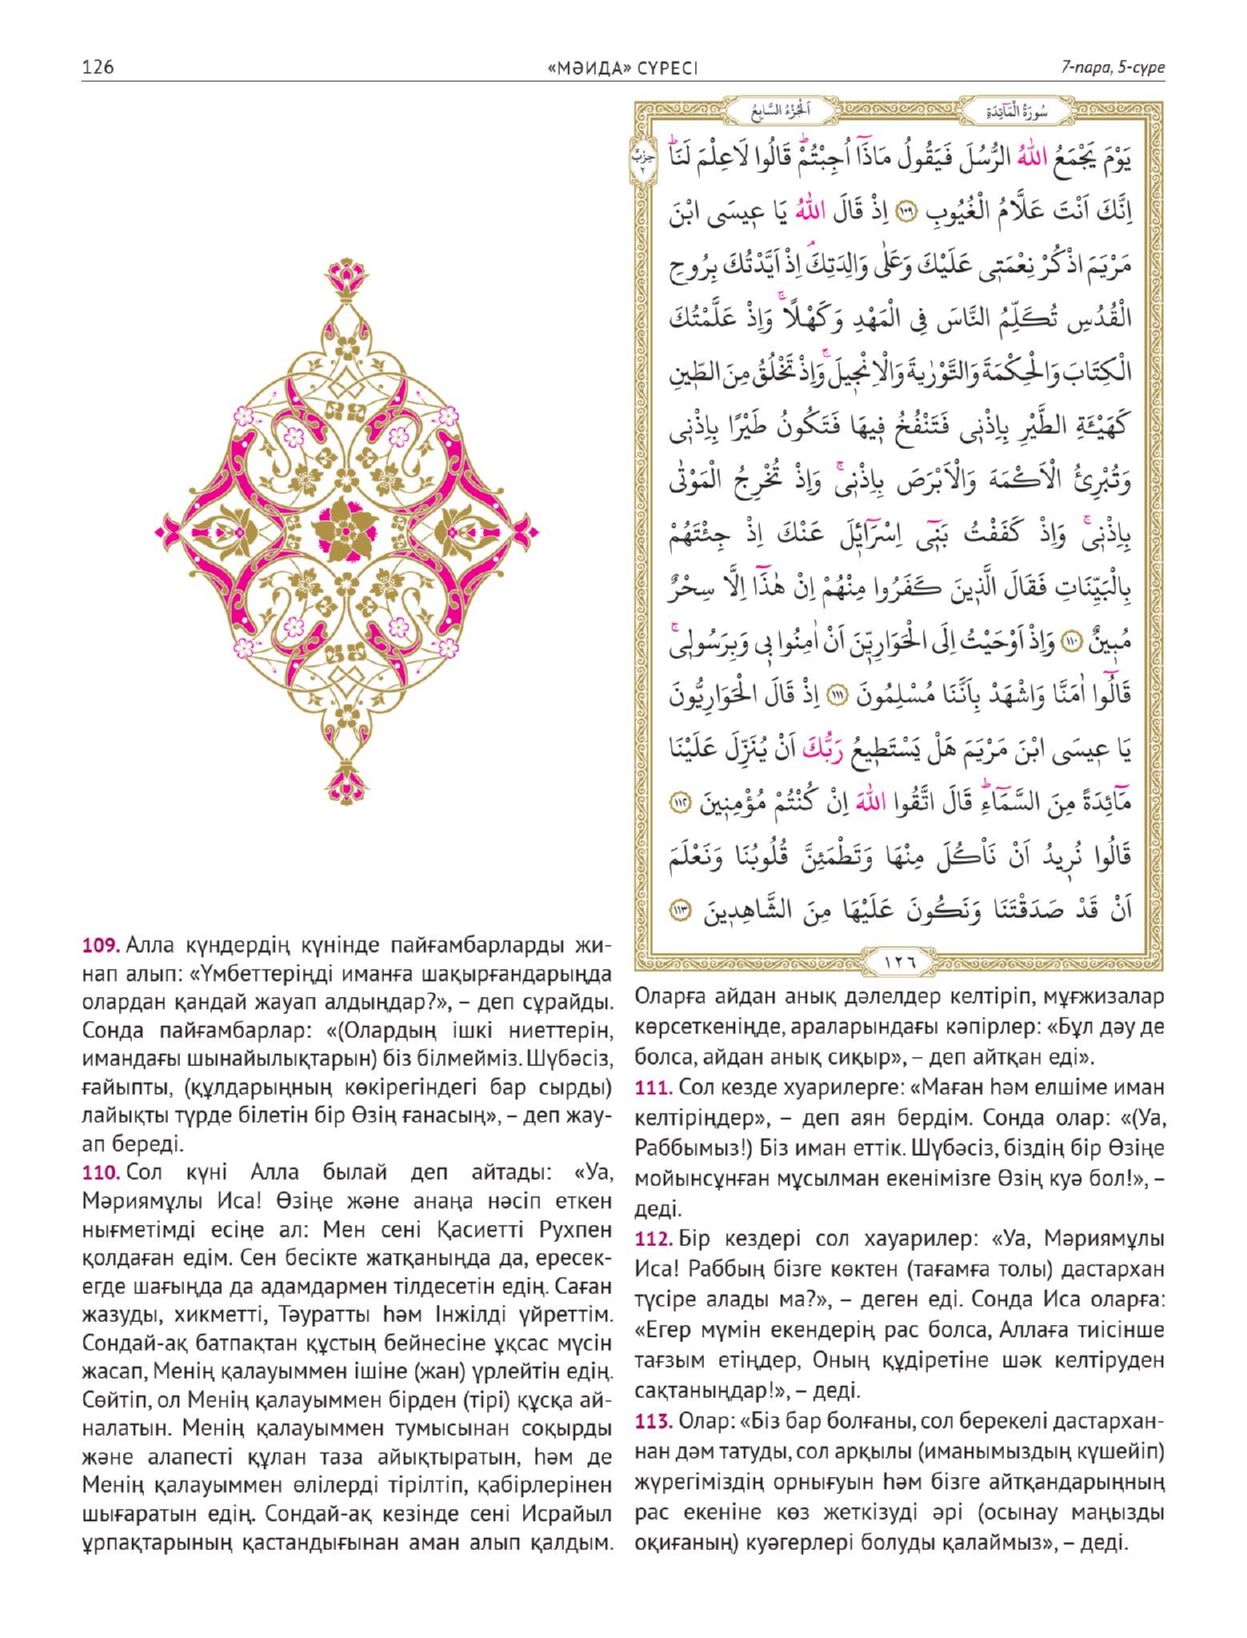 126
«МӘИДА» СҮРЕСІ
7-пара, 5-сүре
اَلْجُزْءُ السَّابِعُ
سُورَةُ الْمَٓائِدَةِ
حِزْبٌ
٢
يَوْمَ يَجْمَعُ اللّٰهُ الرُّسُلَ فَيَقُولُ مَاذَٓا اُجِبْتُمْۜ قَالُوا لَاعِلْمَ لَنَاۜ
اِنَّكَ اَنْتَ عَلَّامُ الْغُيُوبِ ﴿١٠٩﴾ اِذْ قَالَ اللّٰهُ يَا ع۪يسَى ابْنَ
مَرْيَمَ اذْكُرْ نِعْمَت۪ي عَلَيْكَ وَعَلٰى وَالِدَتِكَۢ اِذْ اَيَّدْتُكَ بِرُوحِ
الْقُدُسِ تُكَلِّمُ النَّاسَ فِي الْمَهْدِ وَكَهْلًاۚ وَاِذْ عَلَّمْتُكَ
الْكِتَابَ وَالْحِكْمَةَ وَالتَّوْرٰيةَ وَالْاِنْج۪يلَۚ وَاِذْ تَخْلُقُ مِنَ الطّ۪ينِ
كَهَيْـَٔةِ الطَّيْرِ بِاِذْن۪ي فَتَنْفُخُ ف۪يهَا فَتَكُونُ طَيْرًا بِاِذْن۪ي
وَتُبْرِئُ الْاَكْمَهَ وَالْاَبْرَصَ بِاِذْن۪يۚ وَاِذْ تُخْرِجُ الْمَوْتٰى
بِاِذْن۪يۚ وَاِذْ كَفَفْتُ بَن۪ٓي اِسْرَٓائ۪لَ عَنْكَ اِذْ جِئْتَهُمْ
بِالْبَيِّنَاتِ فَقَالَ الَّذ۪ينَ كَفَرُوا مِنْهُمْ اِنْ هٰذَٓا اِلَّا سِحْرٌ
مُب۪ينٌ ﴿١١٠﴾ وَاِذْ اَوْحَيْتُ اِلَى الْحَوَارِيّ۪نَ اَنْ اٰمِنُوا ب۪ي وَبِرَسُول۪يۚ
قَالُٓوا اٰمَنَّا وَاشْهَدْ بِاَنَّنَا مُسْلِمُونَ ﴿١١١﴾ اِذْ قَالَ الْحَوَارِيُّونَ
يَا ع۪يسَى ابْنَ مَرْيَمَ هَلْ يَسْتَط۪يعُ رَبُّكَ اَنْ يُنَزِّلَ عَلَيْنَا
مَٓائِدَةً مِنَ السَّمَٓاءِۜ قَالَ اتَّقُوا اللّٰهَ اِنْ كُنْتُمْ مُؤْمِن۪ينَ ﴿١١٢﴾
قَالُوا نُر۪يدُ اَنْ نَاْكُلَ مِنْهَا وَتَطْمَئِنَّ قُلُوبُنَا وَنَعْلَمَ
اَنْ قَدْ صَدَقْتَنَا وَنَكُونَ عَلَيْهَا مِنَ الشَّاهِد۪ينَ ﴿١١٣﴾
١٢٦
109. Алла күндердің күнінде пайғамбарларды жи-
нап алып: «Үмбеттеріңді иманға шақырғандарыңда
олардан қандай жауап алдыңдар?», – деп сұрайды.
Сонда пайғамбарлар: «(Олардың ішкі ниеттерін,
имандағы шынайылықтарын) біз білмейміз. Шүбәсіз,
ғайыпты, (құлдарыңның көкірегіндегі бар сырды)
лайықты түрде білетін бір Өзің ғанасың», – деп жау-
ап береді.
110. Сол күні Алла былай деп айтады: «Уа,
Мәриямұлы Иса! Өзіңе және анаңа нәсіп еткен
нығметімді есіңе ал: Мен сені Қасиетті Рухпен
қолдаған едім. Сен бесікте жатқаныңда да, ересек-
егде шағыңда да адамдармен тілдесетін едің. Саған
жазуды, хикметті, Тәуратты һәм Інжілді үйреттім.
Сондай-ақ батпақтан құстың бейнесіне ұқсас мүсін
жасап, Менің қалауыммен ішіне (жан) үрлейтін едің.
Сөйтіп, ол Менің қалауыммен бірден (тірі) құсқа ай-
налатын. Менің қалауыммен тумысынан соқырды
және алапесті құлан таза айықтыратын, һәм де
Менің қалауыммен өлілерді тірілтіп, қабірлерінен
шығаратын едің. Сондай-ақ кезінде сені Исрайыл
ұрпақтарының қастандығынан аман алып қалдым.
Оларға айдан анық дәлелдер келтіріп, мұғжизалар
көрсеткеніңде, араларындағы кәпірлер: «Бұл дәу де
болса, айдан анық сиқыр», – деп айтқан еді».
111. Сол кезде хуарилерге: «Маған һәм елшіме иман
келтіріңдер», – деп аян бердім. Сонда олар: «(Уа,
Раббымыз!) Біз иман еттік. Шүбәсіз, біздің бір Өзіңе
мойынсұнған мұсылман екенімізге Өзің куә бол!», –
деді.
112. Бір кездері сол хауарилер: «Уа, Мәриямұлы
Иса! Раббың бізге көктен (тағамға толы) дастархан
түсіре алады ма?», – деген еді. Сонда Иса оларға:
«Егер мүмін екендерің рас болса, Аллаға тиісінше
тағзым етіңдер, Оның құдіретіне шәк келтіруден
сақтаныңдар!», – деді.
113. Олар: «Біз бар болғаны, сол берекелі дастархан-
нан дәм татуды, сол арқылы (иманымыздың күшейіп)
жүрегіміздің орнығуын һәм бізге айтқандарыңның
рас екеніне көз жеткізуді әрі (осынау маңызды
оқиғаның) куәгерлері болуды қалаймыз», – деді.